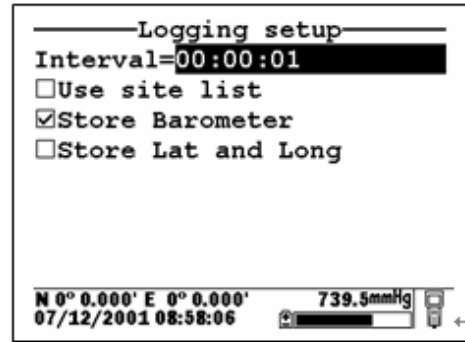 Logging setup
Interval=00:00:01
Use site list
Store Barometer
Store Lat and Long
N 0° 0.000' E 0° 0.000' 739.5mmHg
07/12/2001 08:58:06